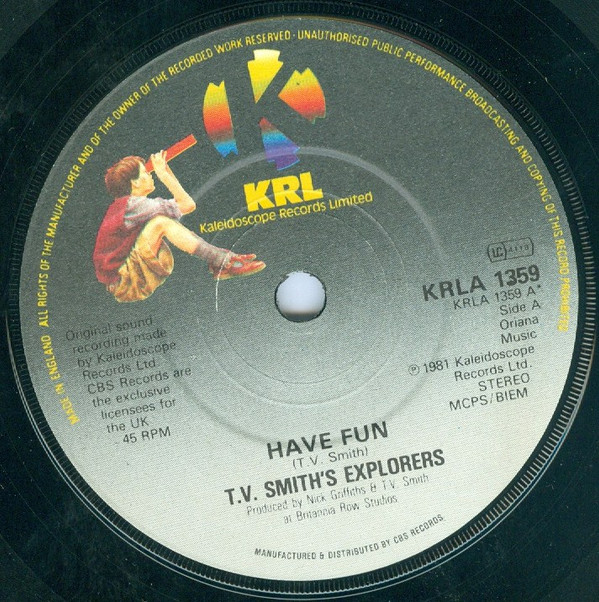 MADE IN ENGLAND ALL RIGHTS OF THE MANUFACTURER AND OF THE OWNER OF THE RECORDED WORK RESERVED · UNAUTHORISED PUBLIC PERFORMANCE BROADCASTING AND COPYING OF THIS RECORD PROHIBITED
K
KRL
Kaleidoscope Records Limited
LC 4119
KRLA 1359
KRLA 1359 A*
Side A
Oriana
Music
℗ 1981 Kaleidoscope
Records Ltd.
STEREO
MCPS/BIEM
Original sound
recording made
by Kaleidoscope
Records Ltd.
CBS Records are
the exclusive
licensees for
the UK
45 RPM
HAVE FUN
(T.V. Smith)
T.V. SMITH'S EXPLORERS
Produced by Nick Griffiths & T.V. Smith
at Britannia Row Studios
MANUFACTURED & DISTRIBUTED BY CBS RECORDS